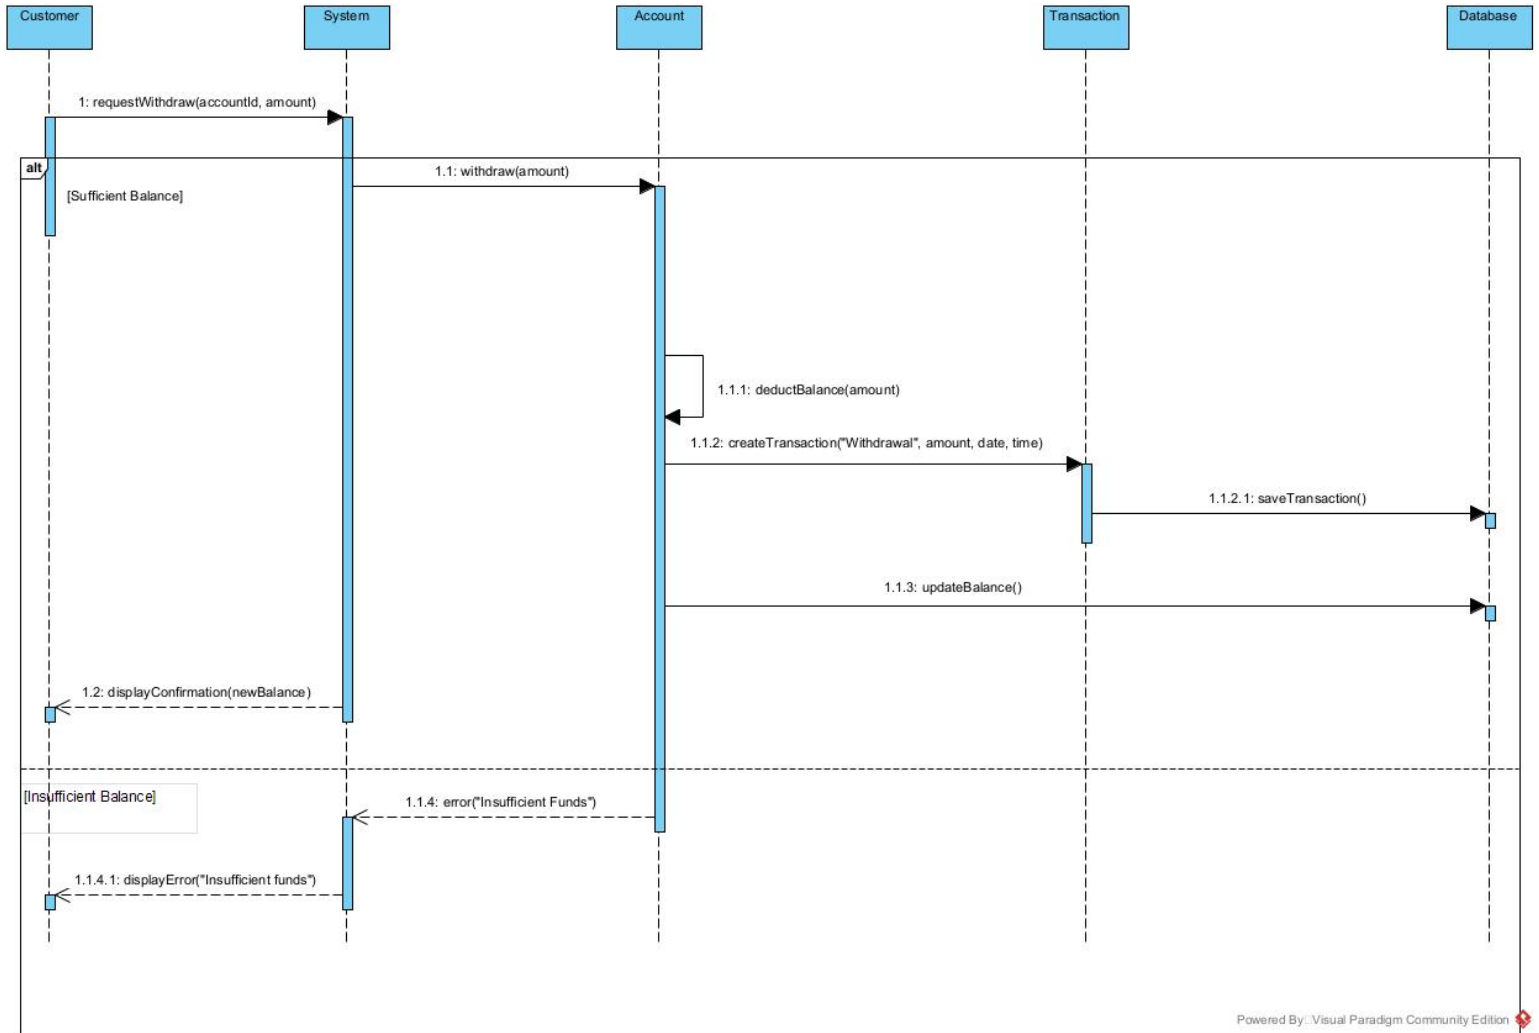 Customer
System
Account
Transaction
Database
1: requestWithdraw(accountId, amount)
alt
1.1: withdraw(amount)
[Sufficient Balance]
1.1.1: deductBalance(amount)
1.1.2: createTransaction("Withdrawal", amount, date, time)
1.1.2.1: saveTransaction()
1.1.3: updateBalance()
1.2: displayConfirmation(newBalance)
[Insufficient Balance]
1.1.4: error("Insufficient Funds")
1.1.4.1: displayError("Insufficient funds")
Powered By Visual Paradigm Community Edition